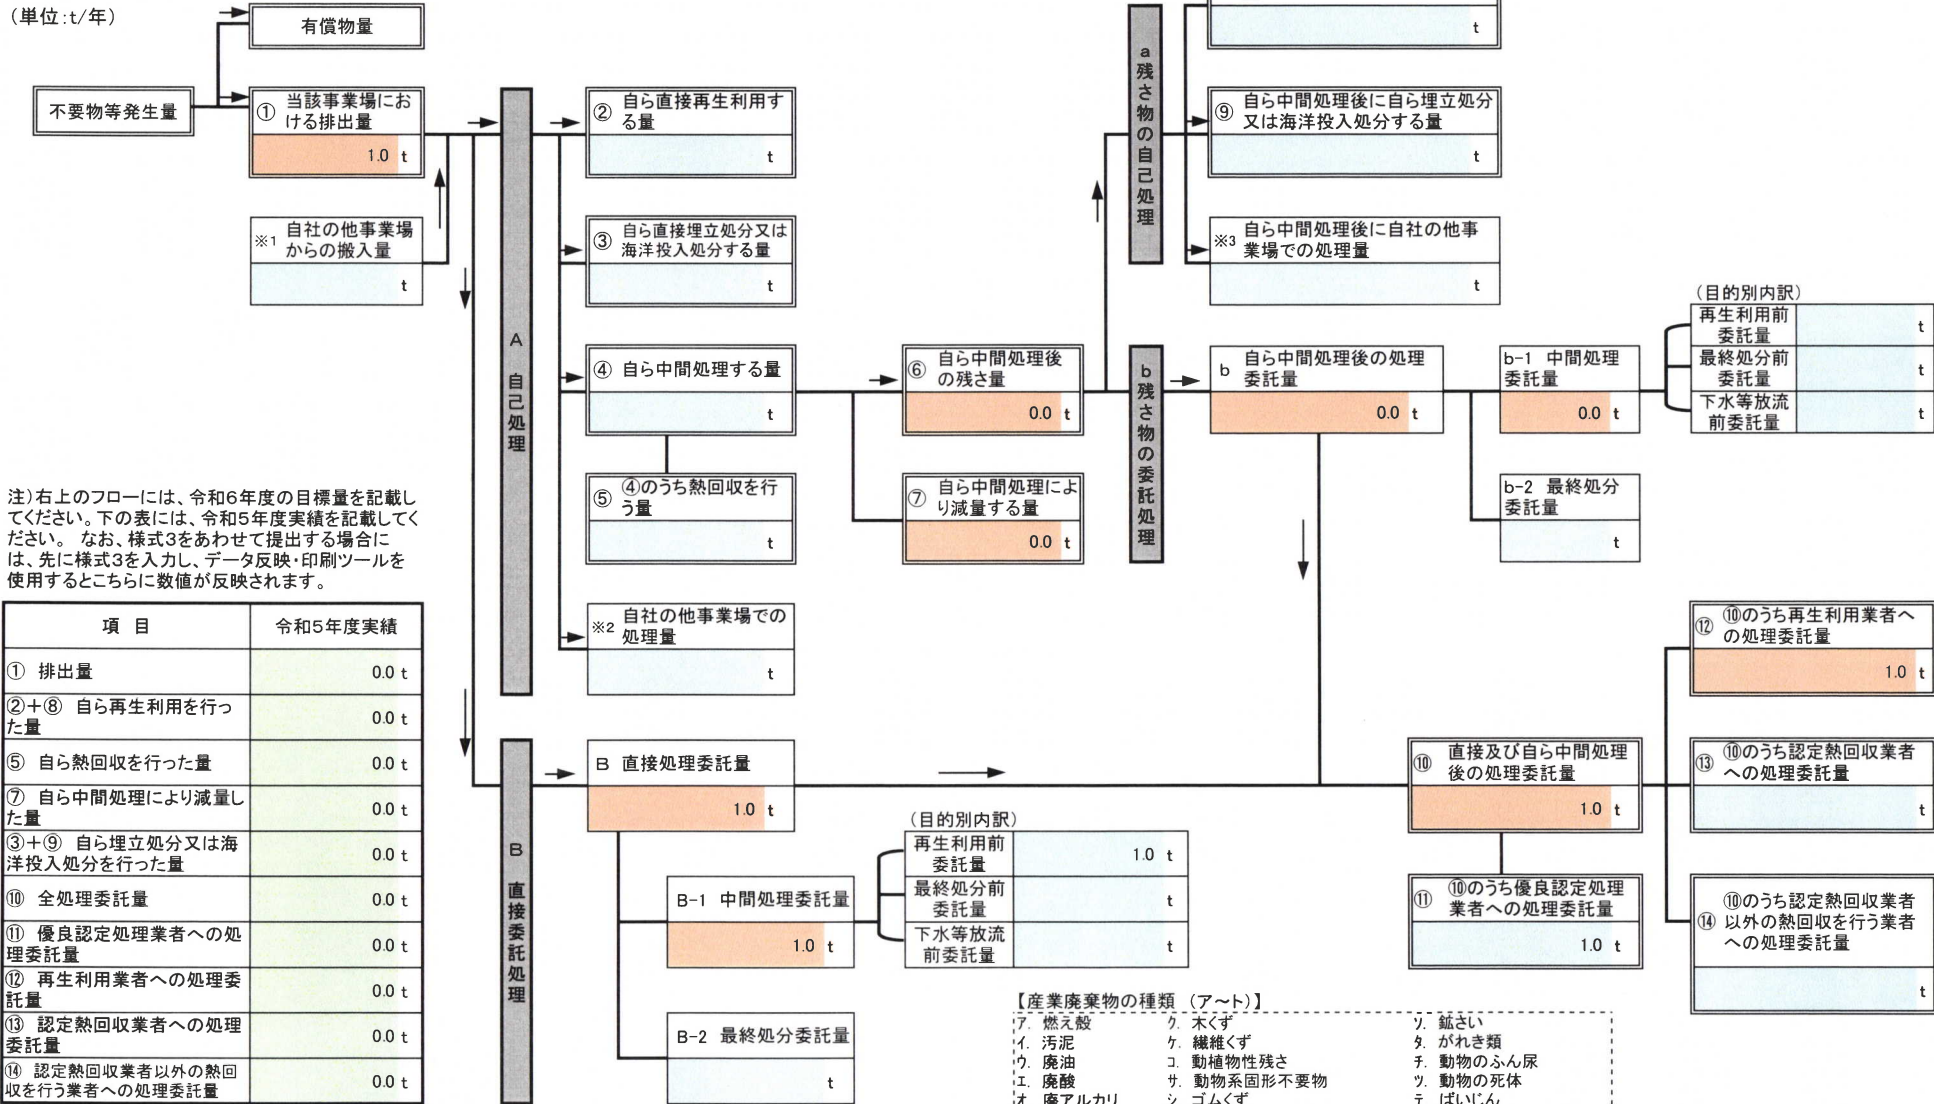 (単位:t/年)
有償物量
不要物等発生量
① 当該事業場にお
ける排出量
1.0 t
※1 自社の他事業場
からの搬入量
t
A 自己処理
② 自ら直接再生利用す
る量
t
③ 自ら直接埋立処分又は
海洋投入処分する量
t
④ 自ら中間処理する量
t
⑤ ④のうち熱回収を行
う量
t
※2 自社の他事業場での
処理量
t
⑥ 自ら中間処理後
の残さ量
0.0 t
⑦ 自ら中間処理によ
り減量する量
0.0 t
a 残さ物の自己処理
t
⑨ 自ら中間処理後に自ら埋立処分
又は海洋投入処分する量
t
※3 自ら中間処理後に自社の他事
業場での処理量
t
b 残さ物の委託処理
b 自ら中間処理後の処理
委託量
0.0 t
b-1 中間処理
委託量
0.0 t
(目的別内訳)
再生利用前
委託量
t
最終処分前
委託量
t
下水等放流
前委託量
t
b-2 最終処分
委託量
t
注)右上のフローには、令和6年度の目標量を記載し
てください。下の表には、令和5年度実績を記載してく
ださい。 なお、様式3をあわせて提出する場合に
は、先に様式3を入力し、データ反映・印刷ツールを
使用するとこちらに数値が反映されます。
項 目 令和5年度実績
① 排出量 0.0 t
②+⑧ 自ら再生利用を行っ
た量 0.0 t
⑤ 自ら熱回収を行った量 0.0 t
⑦ 自ら中間処理により減量し
た量 0.0 t
③+⑨ 自ら埋立処分又は海
洋投入処分を行った量 0.0 t
⑩ 全処理委託量 0.0 t
⑪ 優良認定処理業者への処
理委託量 0.0 t
⑫ 再生利用業者への処理委
託量 0.0 t
⑬ 認定熱回収業者への処理
委託量 0.0 t
⑭ 認定熱回収業者以外の熱回
収を行う業者への処理委託量 0.0 t
B 直接委託処理
B 直接処理委託量
1.0 t
B-1 中間処理委託量
1.0 t
(目的別内訳)
再生利用前
委託量
1.0 t
最終処分前
委託量
t
下水等放流
前委託量
t
B-2 最終処分委託量
t
⑩ 直接及び自ら中間処理
後の処理委託量
1.0 t
⑪ ⑩のうち優良認定処理
業者への処理委託量
1.0 t
⑫ ⑩のうち再生利用業者へ
の処理委託量
1.0 t
⑬ ⑩のうち認定熱回収業者
への処理委託量
t
⑭ ⑩のうち認定熱回収業者
以外の熱回収を行う業者
への処理委託量
t
【産業廃棄物の種類 (ア~ト)】
ア. 燃え殻 ク. 木くず ソ. 鉱さい
イ. 汚泥 ケ. 繊維くず タ. がれき類
ウ. 廃油 コ. 動植物性残さ チ. 動物のふん尿
エ. 廃酸 サ. 動物系固形不要物 ツ. 動物の死体
オ. 廃アルカリ シ. ゴムくず テ. ばいじん